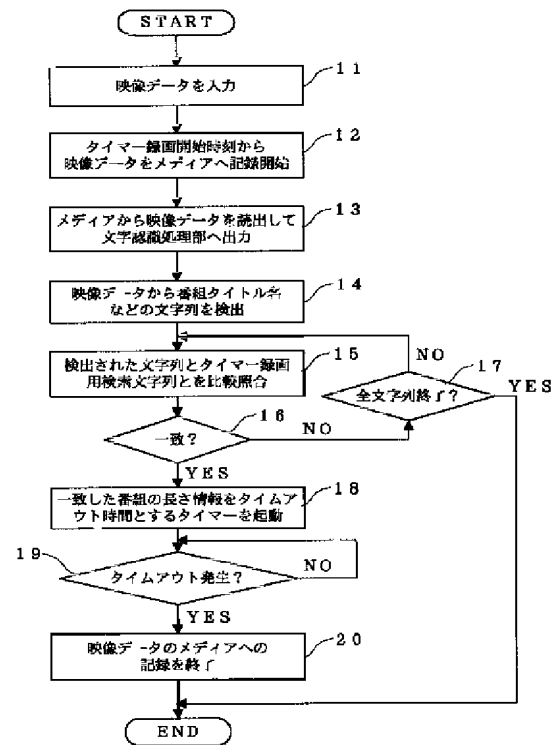 START
映像データを入力
11
タイマー録画開始時刻から
映像データをメディアへ記録開始
12
メディアから映像データを読出して
文字認識処理部へ出力
13
映像データから番組タイトル名
などの文字列を検出
14
検出された文字列とタイマー録画
用検索文字列とを比較照合
15
NO
全文字列終了?
17
YES
一致?
16
NO
YES
一致した番組の長さ情報をタイムア
ウト時間とするタイマーを起動
18
19
タイムアウト発生?
NO
YES
映像データのメディアへの
記録を終了
20
END